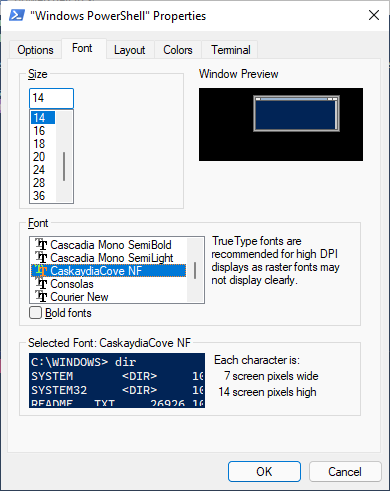 "Windows PowerShell" Properties
Options
Font
Layout
Colors
Terminal
Size
Window Preview
14
14
16
18
20
24
28
36
Font
Cascadia Mono SemiBold
Cascadia Mono SemiLight
CaskaydiaCove NF
Consolas
Courier New
TrueType fonts are
recommended for high DPI
displays as raster fonts may
not display clearly.
Bold fonts
Selected Font: CaskaydiaCove NF
C:\WINDOWS> dir
SYSTEM <DIR> 10
SYSTEM32 <DIR> 10
README TXT 26926 10
Each character is:
7 screen pixels wide
14 screen pixels high
OK
Cancel